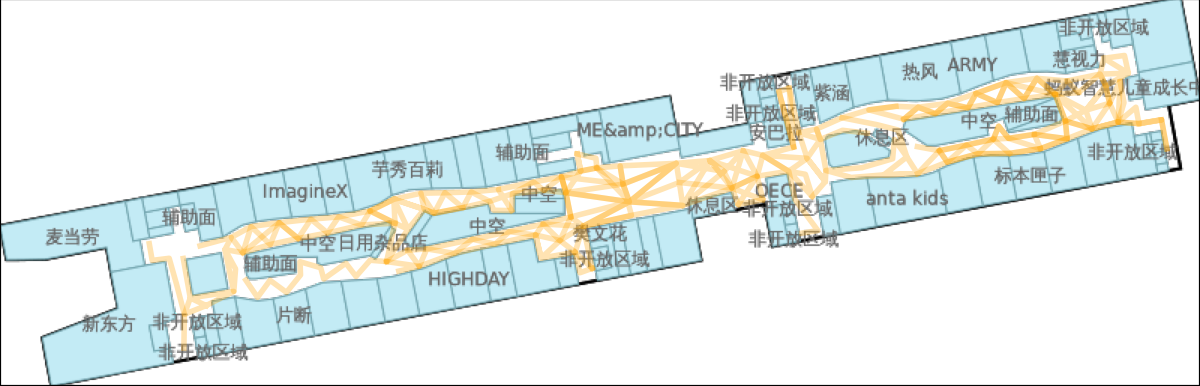 非开放区域
慧视力
热风
ARMY
非开放区域
紫涵
蚂蚁智慧儿童成长中
非开放区域
辅助面
中空
安巴拉
ME&amp;CITY
休息区
辅助面
非开放区域
芋秀百莉
标本匣子
ImagineX
OECE
中空
anta kids
休息区
非开放区域
辅助面
中空
樊文花
麦当劳
中空
日用杂品店
非开放区域
非开放区域
辅助面
HIGHDAY
片断
新东方
非开放区域
非开放区域